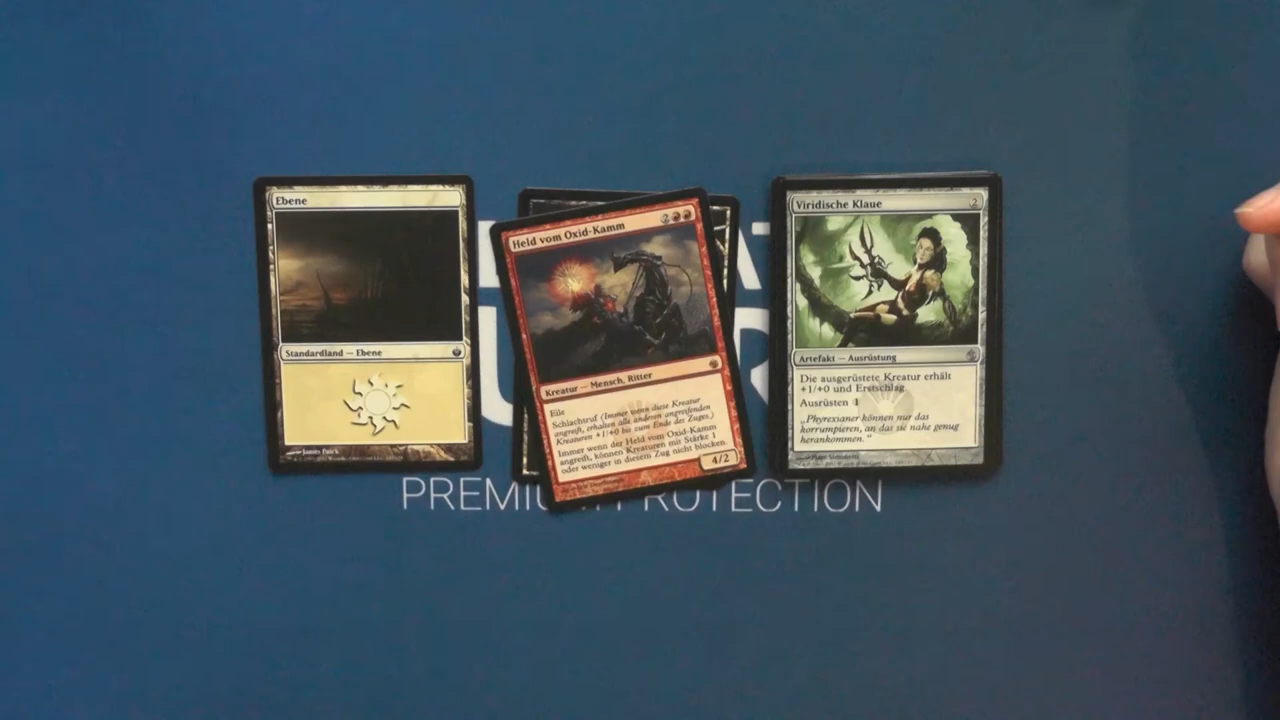 Ebene
Standardland — Ebene
James Paick
Held vom Oxid-Kamm
2
Kreatur — Mensch, Ritter
Eile
Schlachtruf (Immer wenn diese Kreatur
angreift, erhalten alle anderen angreifenden
Kreaturen +1/+0 bis zum Ende des Zuges.)
Immer wenn der Held vom Oxid-Kamm
angreift, können Kreaturen mit Stärke 1
oder weniger in diesem Zug nicht blocken.
4/2
Viridische Klaue
2
Artefakt — Ausrüstung
Die ausgerüstete Kreatur erhält
+1/+0 und Erstschlag.
Ausrüsten 1
„Phyrexianer können nur das
korrumpieren, an das sie nahe genug
herankommen.“
PREMIUM PROTECTION